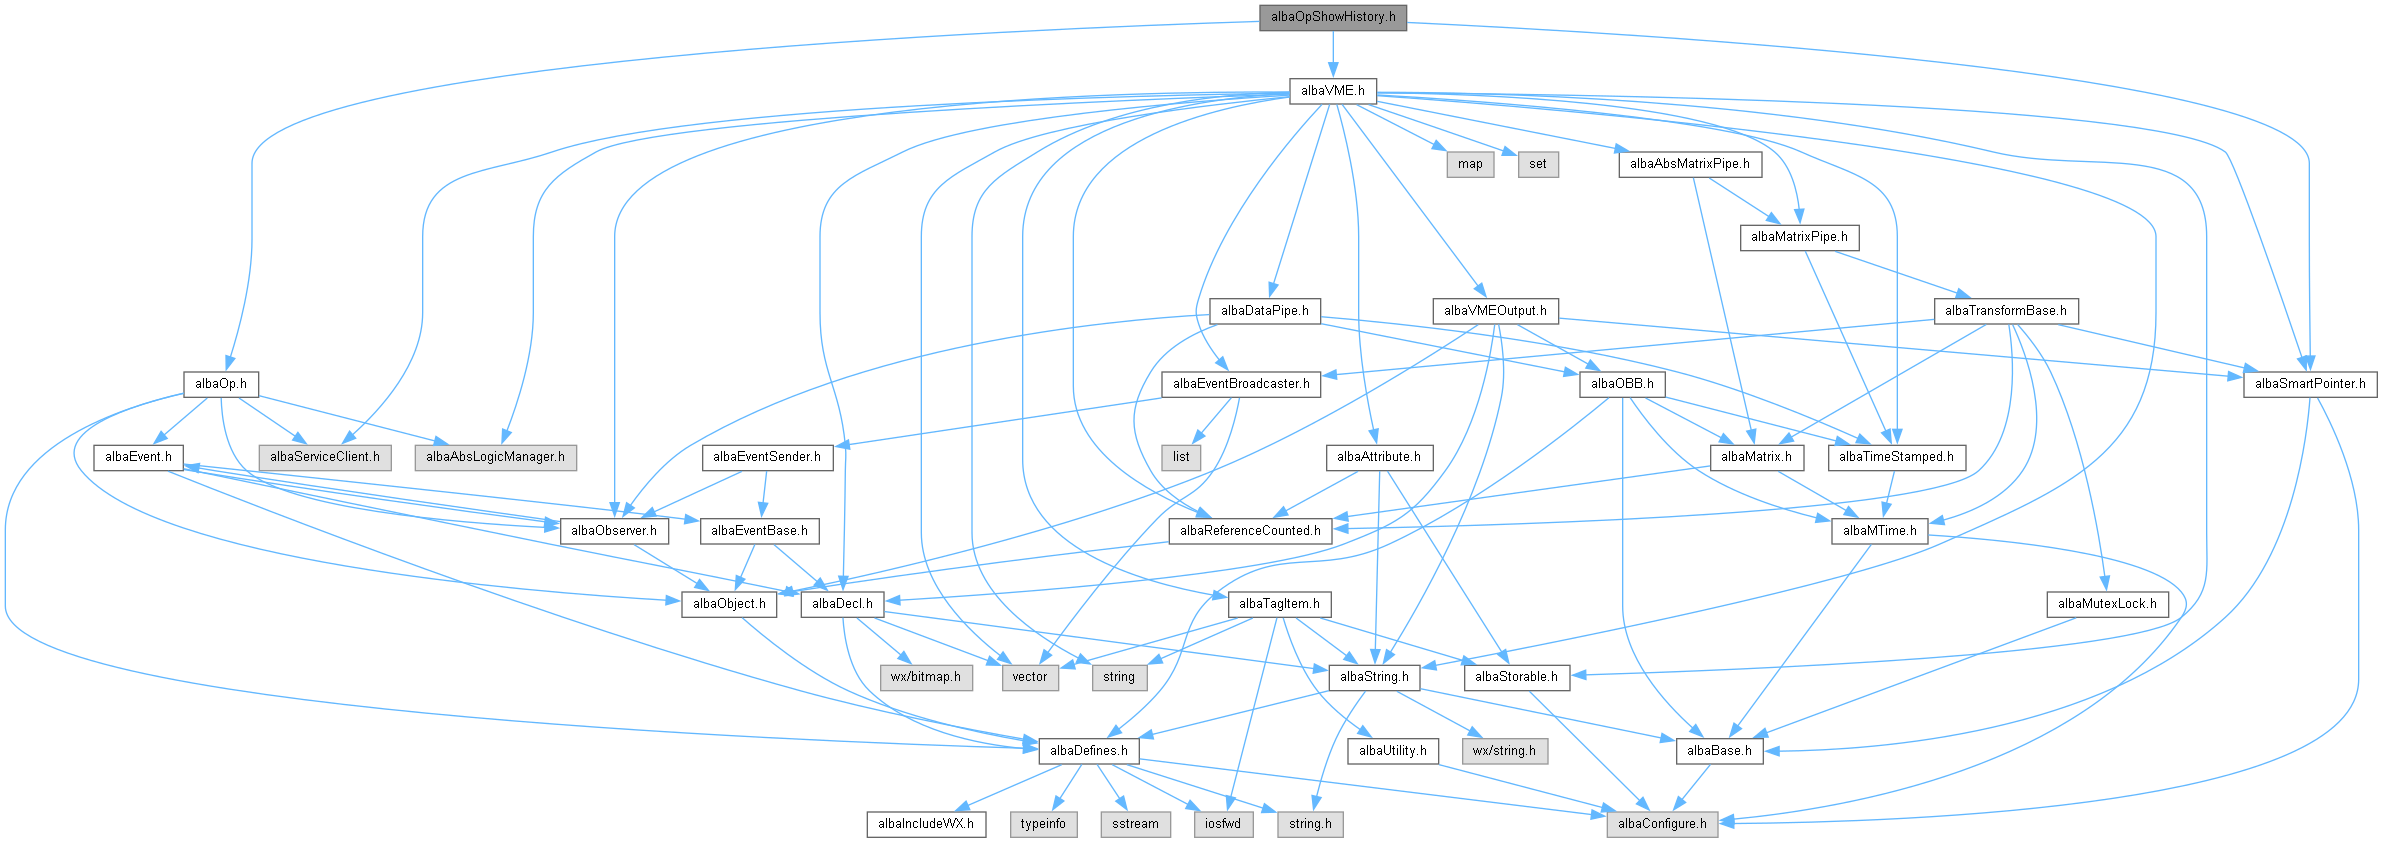 albaOpShowHistory.h
albaVME.h
map
set
albaAbsMatrixPipe.h
albaMatrixPipe.h
albaDataPipe.h
albaVMEOutput.h
albaTransformBase.h
albaOp.h
albaEventBroadcaster.h
albaOBB.h
albaSmartPointer.h
albaEvent.h
albaServiceClient.h
albaAbsLogicManager.h
albaEventSender.h
list
albaAttribute.h
albaMatrix.h
albaTimeStamped.h
albaObserver.h
albaEventBase.h
albaReferenceCounted.h
albaMTime.h
albaObject.h
albaDecl.h
albaTagItem.h
albaMutexLock.h
wx/bitmap.h
vector
string
albaString.h
albaStorable.h
albaDefines.h
albaUtility.h
wx/string.h
albaBase.h
albaIncludeWX.h
typeinfo
sstream
iosfwd
string.h
albaConfigure.h